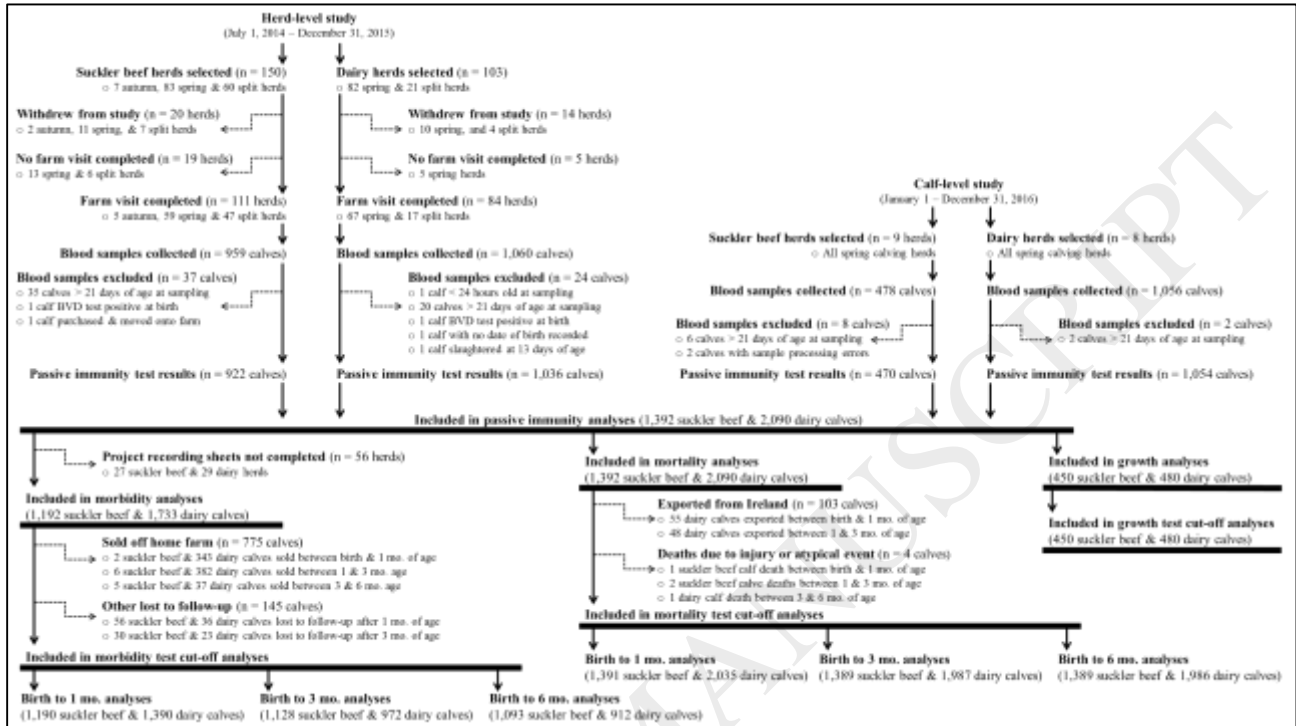 Herd-level study
(July 1, 2014 – December 31, 2015)
Suckler beef herds selected (n = 150)
○ 7 autumn, 83 spring & 60 split herds
Dairy herds selected (n = 103)
○ 82 spring & 21 split herds
Withdrew from study (n = 20 herds)
○ 2 autumn, 11 spring, & 7 split herds
Withdrew from study (n = 14 herds)
○ 10 spring, and 4 split herds
No farm visit completed (n = 19 herds)
○ 13 spring & 6 split herds
No farm visit completed (n = 5 herds)
○ 5 spring herds
Farm visit completed (n = 111 herds)
○ 5 autumn, 59 spring & 47 split herds
Farm visit completed (n = 84 herds)
○ 67 spring & 17 split herds
Blood samples collected (n = 959 calves)
Blood samples collected (n = 1,060 calves)
Blood samples excluded (n = 37 calves)
○ 35 calves > 21 days of age at sampling
○ 1 calf BVD test positive at birth
○ 1 calf purchased & moved onto farm
Blood samples excluded (n = 24 calves)
○ 1 calf < 24 hours old at sampling
○ 20 calves > 21 days of age at sampling
○ 1 calf BVD test positive at birth
○ 1 calf with no date of birth recorded
○ 1 calf slaughtered at 13 days of age
Passive immunity test results (n = 922 calves)
Passive immunity test results (n = 1,036 calves)
Calf-level study
(January 1 – December 31, 2016)
Suckler beef herds selected (n = 9 herds)
○ All spring calving herds
Dairy herds selected (n = 8 herds)
○ All spring calving herds
Blood samples collected (n = 478 calves)
Blood samples collected (n = 1,056 calves)
Blood samples excluded (n = 8 calves)
○ 6 calves > 21 days of age at sampling
○ 2 calves with sample processing errors
Blood samples excluded (n = 2 calves)
○ 2 calves > 21 days of age at sampling
Passive immunity test results (n = 470 calves)
Passive immunity test results (n = 1,054 calves)
Included in passive immunity analyses (1,392 suckler beef & 2,090 dairy calves)
Project recording sheets not completed (n = 56 herds)
○ 27 suckler beef & 29 dairy herds
Included in morbidity analyses
(1,192 suckler beef & 1,733 dairy calves)
Sold off home farm (n = 775 calves)
○ 2 suckler beef & 343 dairy calves sold between birth & 1 mo. of age
○ 6 suckler beef & 382 dairy calves sold between 1 & 3 mo. age
○ 5 suckler beef & 37 dairy calves sold between 3 & 6 mo. age
Other lost to follow-up (n = 145 calves)
○ 56 suckler beef & 36 dairy calves lost to follow-up after 1 mo. of age
○ 30 suckler beef & 23 dairy calves lost to follow-up after 3 mo. of age
Included in morbidity test cut-off analyses
Birth to 1 mo. analyses
(1,190 suckler beef & 1,390 dairy calves)
Birth to 3 mo. analyses
(1,128 suckler beef & 972 dairy calves)
Birth to 6 mo. analyses
(1,093 suckler beef & 912 dairy calves)
Included in mortality analyses
(1,392 suckler beef & 2,090 dairy calves)
Exported from Ireland (n = 103 calves)
○ 55 dairy calves exported between birth & 1 mo. of age
○ 48 dairy calves exported between 1 & 3 mo. of age
Deaths due to injury or atypical event (n = 4 calves)
○ 1 suckler beef calf death between birth & 1 mo. of age
○ 2 suckler beef calve deaths between 1 & 3 mo. of age
○ 1 dairy calf death between 3 & 6 mo. of age
Included in mortality test cut-off analyses
Birth to 1 mo. analyses
(1,391 suckler beef & 2,035 dairy calves)
Birth to 3 mo. analyses
(1,389 suckler beef & 1,987 dairy calves)
Birth to 6 mo. analyses
(1,389 suckler beef & 1,986 dairy calves)
Included in growth analyses
(450 suckler beef & 480 dairy calves)
Included in growth test cut-off analyses
(450 suckler beef & 480 dairy calves)
MANUSCRIPT